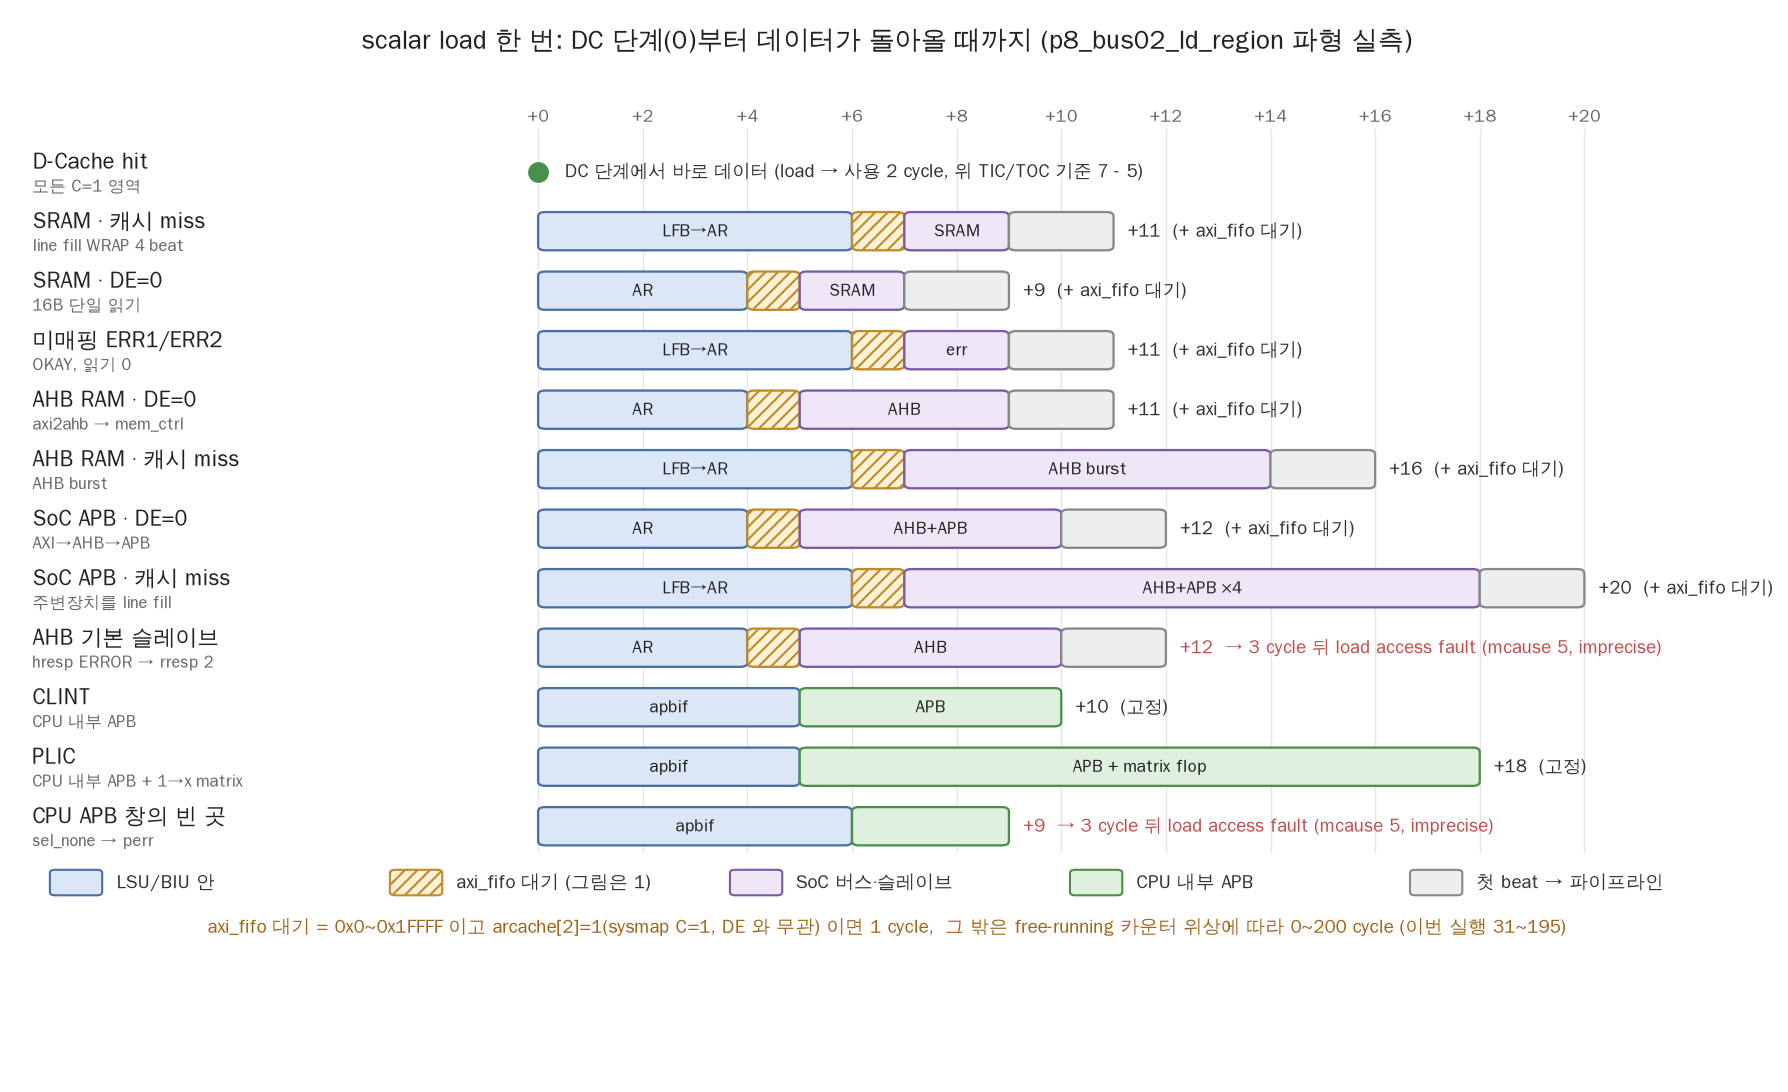 scalar load 한 번: DC 단계(0)부터 데이터가 돌아올 때까지 (p8_bus02_ld_region 파형 실측)
+0 +2 +4 +6 +8 +10 +12 +14 +16 +18 +20
D-Cache hit
모든 C=1 영역
DC 단계에서 바로 데이터 (load → 사용 2 cycle, 위 TIC/TOC 기준 7 - 5)
SRAM · 캐시 miss
line fill WRAP 4 beat
LFB→AR SRAM +11 (+ axi_fifo 대기)
SRAM · DE=0
16B 단일 읽기
AR SRAM +9 (+ axi_fifo 대기)
미매핑 ERR1/ERR2
OKAY, 읽기 0
LFB→AR err +11 (+ axi_fifo 대기)
AHB RAM · DE=0
axi2ahb → mem_ctrl
AR AHB +11 (+ axi_fifo 대기)
AHB RAM · 캐시 miss
AHB burst
LFB→AR AHB burst +16 (+ axi_fifo 대기)
SoC APB · DE=0
AXI→AHB→APB
AR AHB+APB +12 (+ axi_fifo 대기)
SoC APB · 캐시 miss
주변장치를 line fill
LFB→AR AHB+APB ×4 +20 (+ axi_fifo 대기)
AHB 기본 슬레이브
hresp ERROR → rresp 2
AR AHB +12 → 3 cycle 뒤 load access fault (mcause 5, imprecise)
CLINT
CPU 내부 APB
apbif APB +10 (고정)
PLIC
CPU 내부 APB + 1→x matrix
apbif APB + matrix flop +18 (고정)
CPU APB 창의 빈 곳
sel_none → perr
apbif +9 → 3 cycle 뒤 load access fault (mcause 5, imprecise)
LSU/BIU 안
axi_fifo 대기 (그림은 1)
SoC 버스·슬레이브
CPU 내부 APB
첫 beat → 파이프라인
axi_fifo 대기 = 0x0~0x1FFFF 이고 arcache[2]=1(sysmap C=1, DE 와 무관) 이면 1 cycle, 그 밖은 free-running 카운터 위상에 따라 0~200 cycle (이번 실행 31~195)